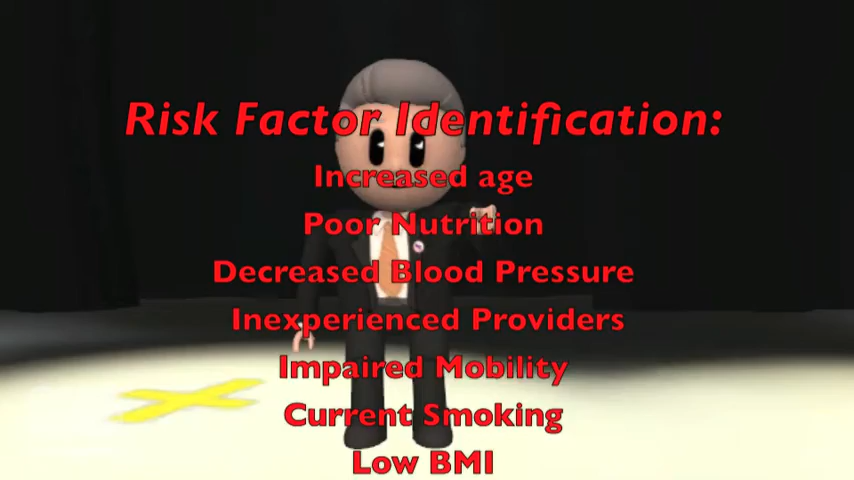 Risk Factor Identification:
Increased age
Poor Nutrition
Decreased Blood Pressure
Inexperienced Providers
Impaired Mobility
Current Smoking
Low BMI